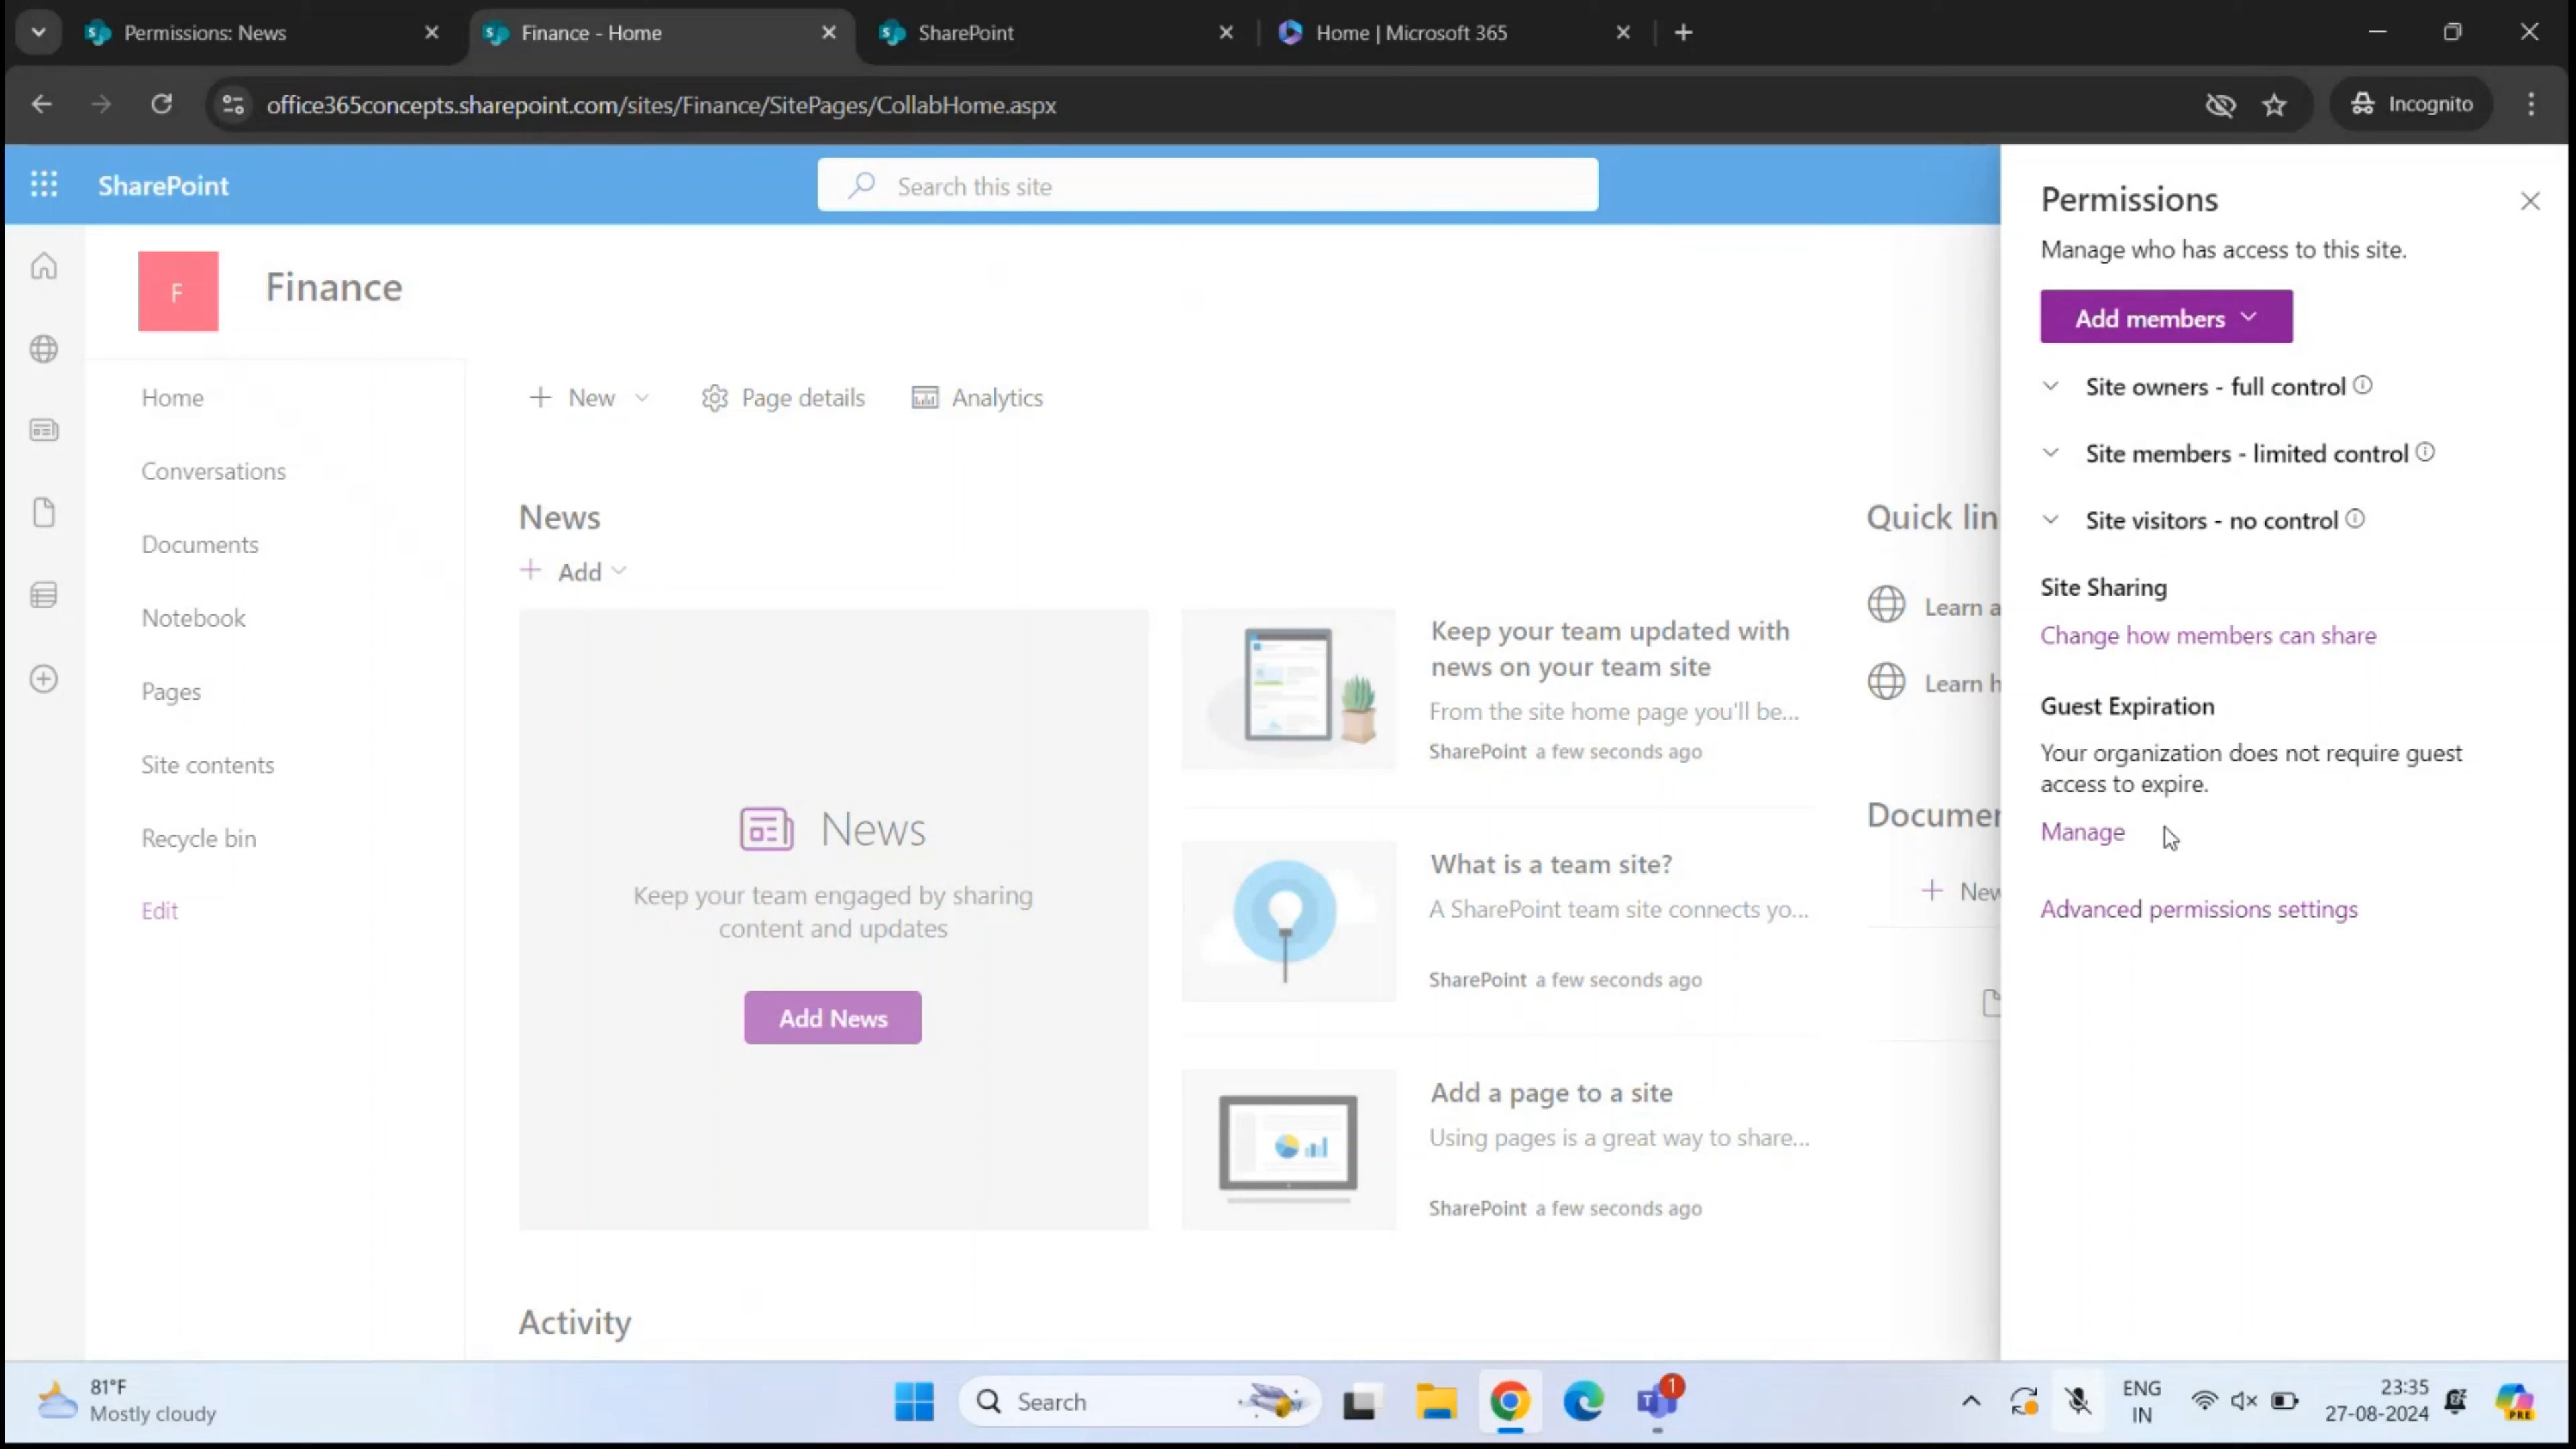 Permissions: News
Finance - Home
SharePoint
Home | Microsoft 365
office365concepts.sharepoint.com/sites/Finance/SitePages/CollabHome.aspx
Incognito
SharePoint
Search this site
F
Finance
Home
Conversations
Documents
Notebook
Pages
Site contents
Recycle bin
Edit
New
Page details
Analytics
News
Add
News
Keep your team engaged by sharing
content and updates
Add News
Keep your team updated with
news on your team site
From the site home page you'll be...
SharePoint a few seconds ago
What is a team site?
A SharePoint team site connects yo...
SharePoint a few seconds ago
Add a page to a site
Using pages is a great way to share...
SharePoint a few seconds ago
Activity
Quick lin
Learn a
Learn h
Documen
New
Permissions
Manage who has access to this site.
Add members
Site owners - full control
Site members - limited control
Site visitors - no control
Site Sharing
Change how members can share
Guest Expiration
Your organization does not require guest
access to expire.
Manage
Advanced permissions settings
81°F
Mostly cloudy
Search
1
ENG
IN
23:35
27-08-2024
PRE